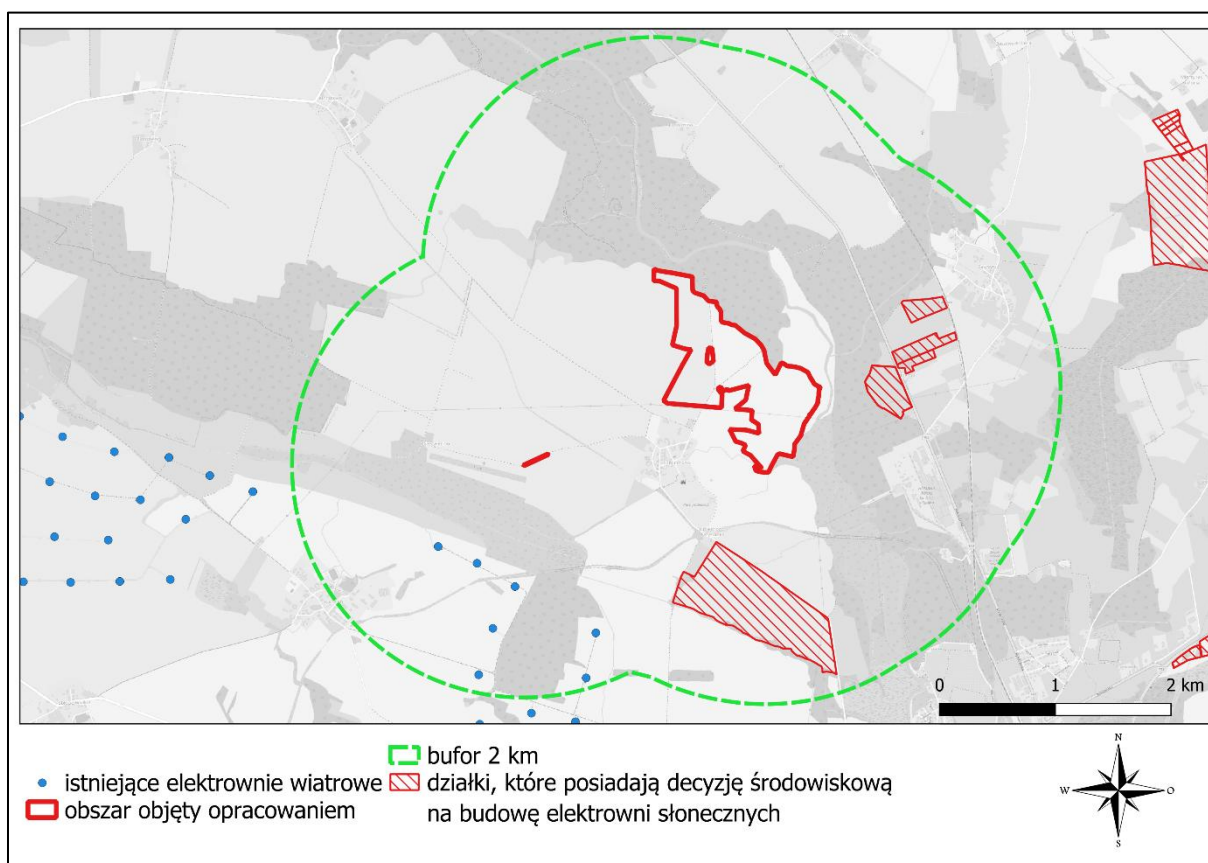 0 1 2 km
bufor 2 km
istniejące elektrownie wiatrowe
działki, które posiadają decyzję środowiskową
obszar objęty opracowaniem
na budowę elektrowni słonecznych
N
W O
S